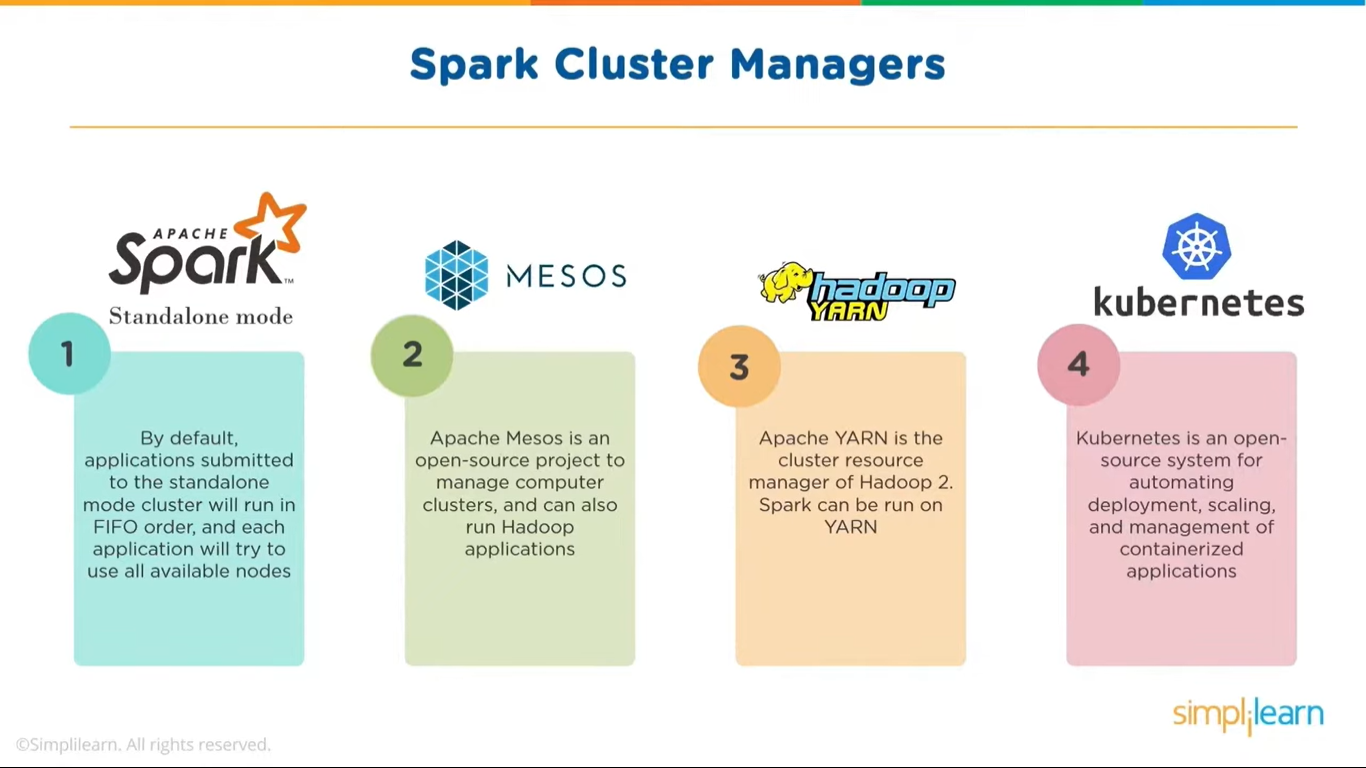 Spark Cluster Managers
APACHE
Spark™
Standalone mode
MESOS
hadoop
YARN
kubernetes
1
By default,
applications submitted
to the standalone
mode cluster will run in
FIFO order, and each
application will try to
use all available nodes
2
Apache Mesos is an
open-source project to
manage computer
clusters, and can also
run Hadoop
applications
3
Apache YARN is the
cluster resource
manager of Hadoop 2.
Spark can be run on
YARN
4
Kubernetes is an open-
source system for
automating
deployment, scaling,
and management of
containerized
applications
simplilearn
©Simplilearn. All rights reserved.